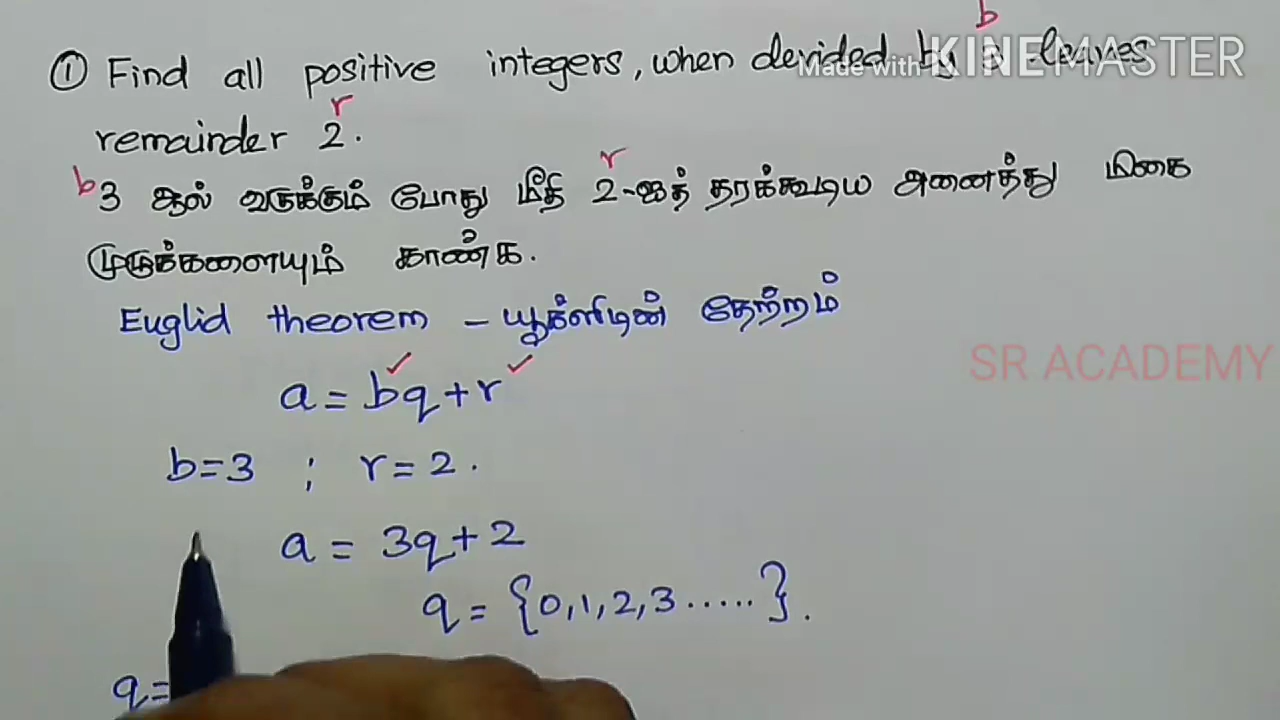 b
① Find all positive integers, when devided by 3 leaves
Made with KINEMASTER
r
remainder 2.
b r
3 ஆல் வகுக்கும் போது மீதி 2-ஐத் தரக்கூடிய அனைத்து மிகை
முழுக்களையும் காண்க.
Euglid theorem - யூக்ளிடின் தேற்றம்
SR ACADEMY
a = bq + r
b = 3 ; r = 2.
a = 3q + 2
q = {0, 1, 2, 3 .....}.
q =